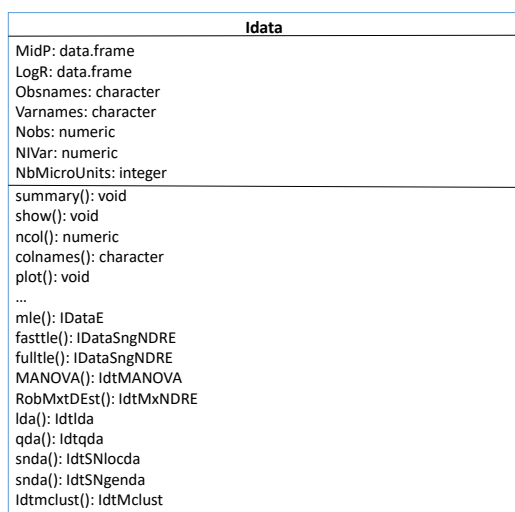 Idata
MidP: data.frame
LogR: data.frame
Obsnames: character
Varnames: character
Nobs: numeric
NIVar: numeric
NbMicroUnits: integer
summary(): void
show(): void
ncol(): numeric
colnames(): character
plot(): void
…
mle(): IDataE
fasttle(): IDataSngNDRE
fulltle(): IDataSngNDRE
MANOVA(): IdtMANOVA
RobMxtDEst(): IdtMxNDRE
lda(): Idtlda
qda(): Idtqda
snda(): IdtSNlocda
snda(): IdtSNgenda
Idtmclust(): IdtMclust